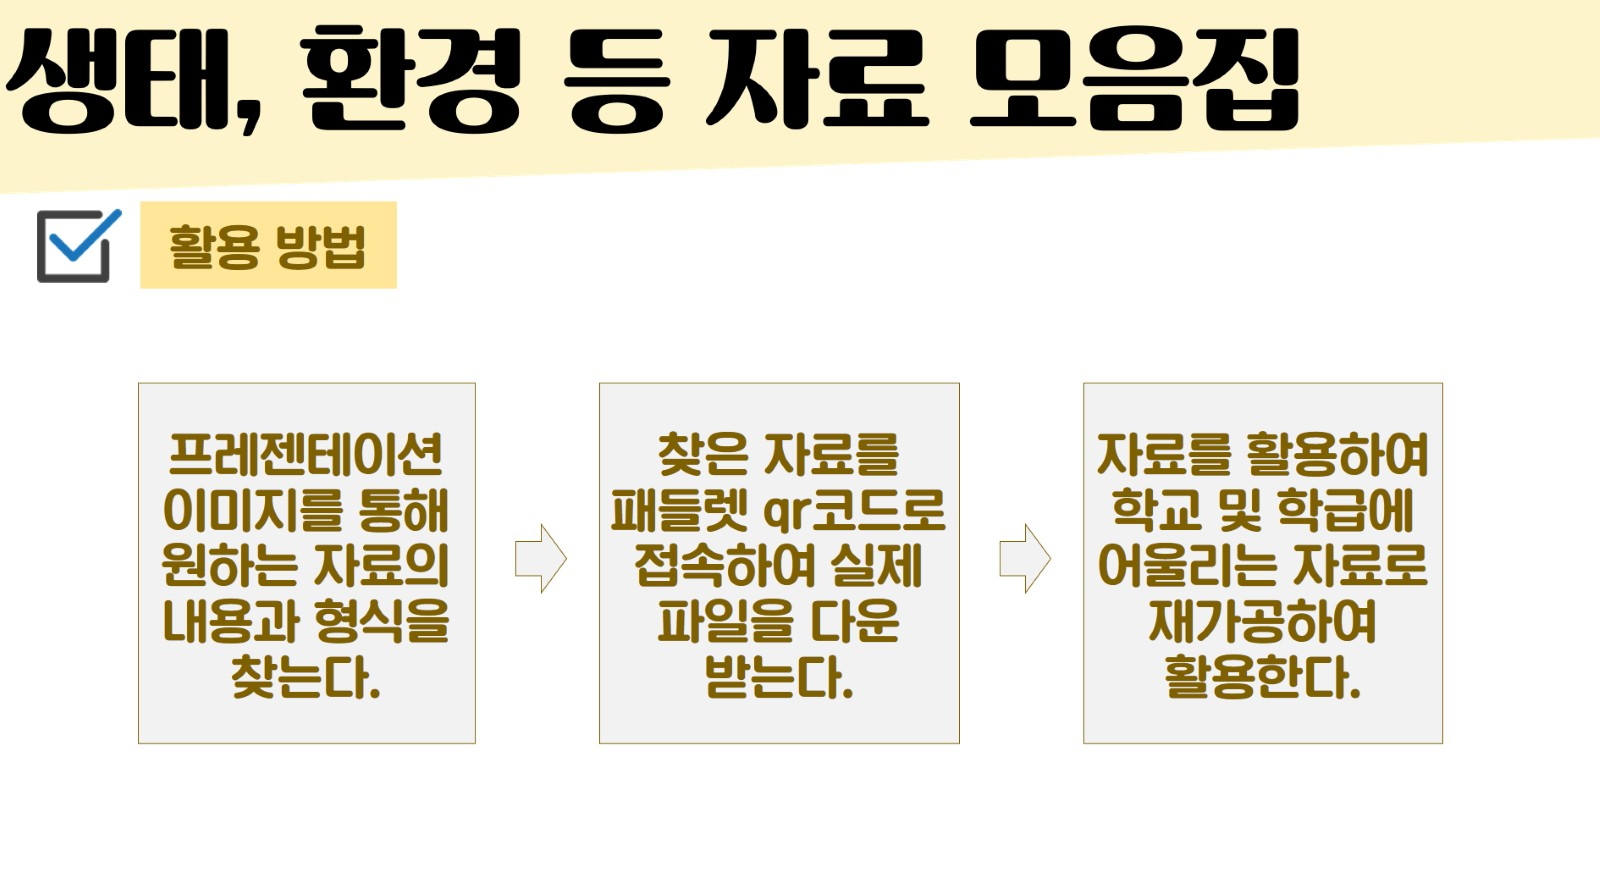 생태, 환경 등 자료 모음집
활용 방법
프레젠테이션
이미지를 통해
원하는 자료의
내용과 형식을
찾는다.
찾은 자료를
패들렛 qr코드로
접속하여 실제
파일을 다운
받는다.
자료를 활용하여
학교 및 학급에
어울리는 자료로
재가공하여
활용한다.